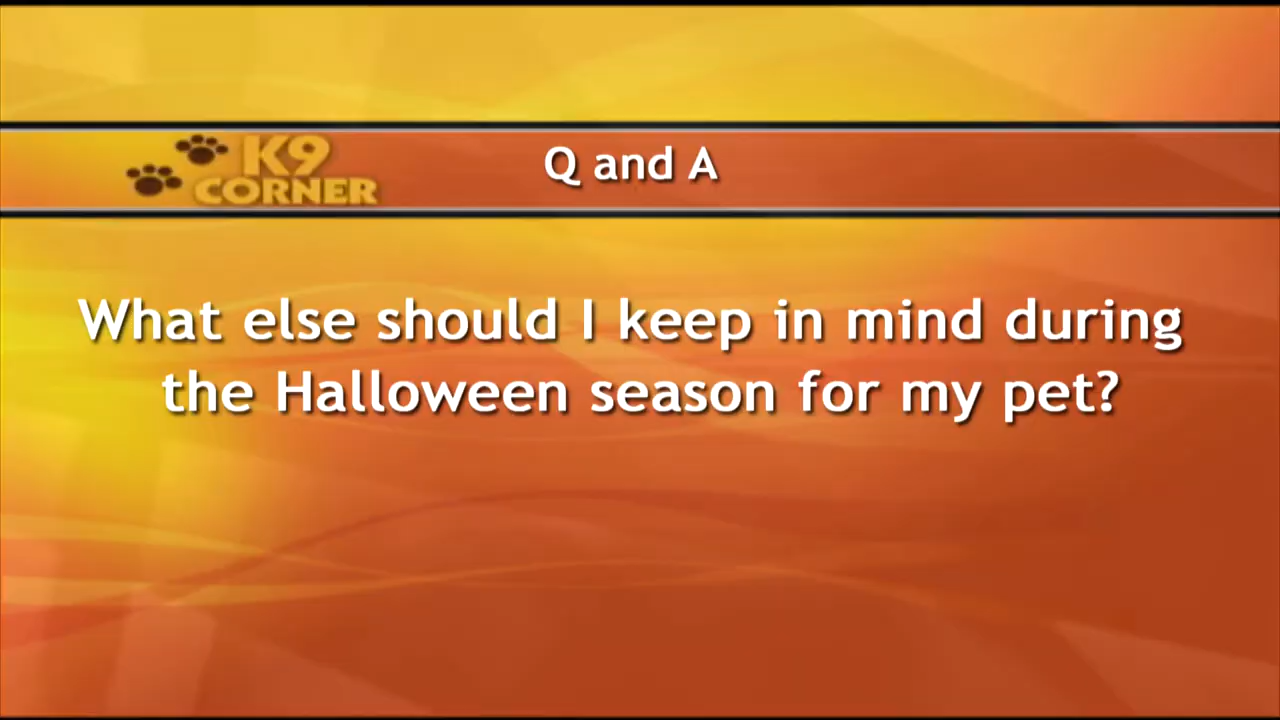 K9
CORNER
Q and A
What else should I keep in mind during
the Halloween season for my pet?